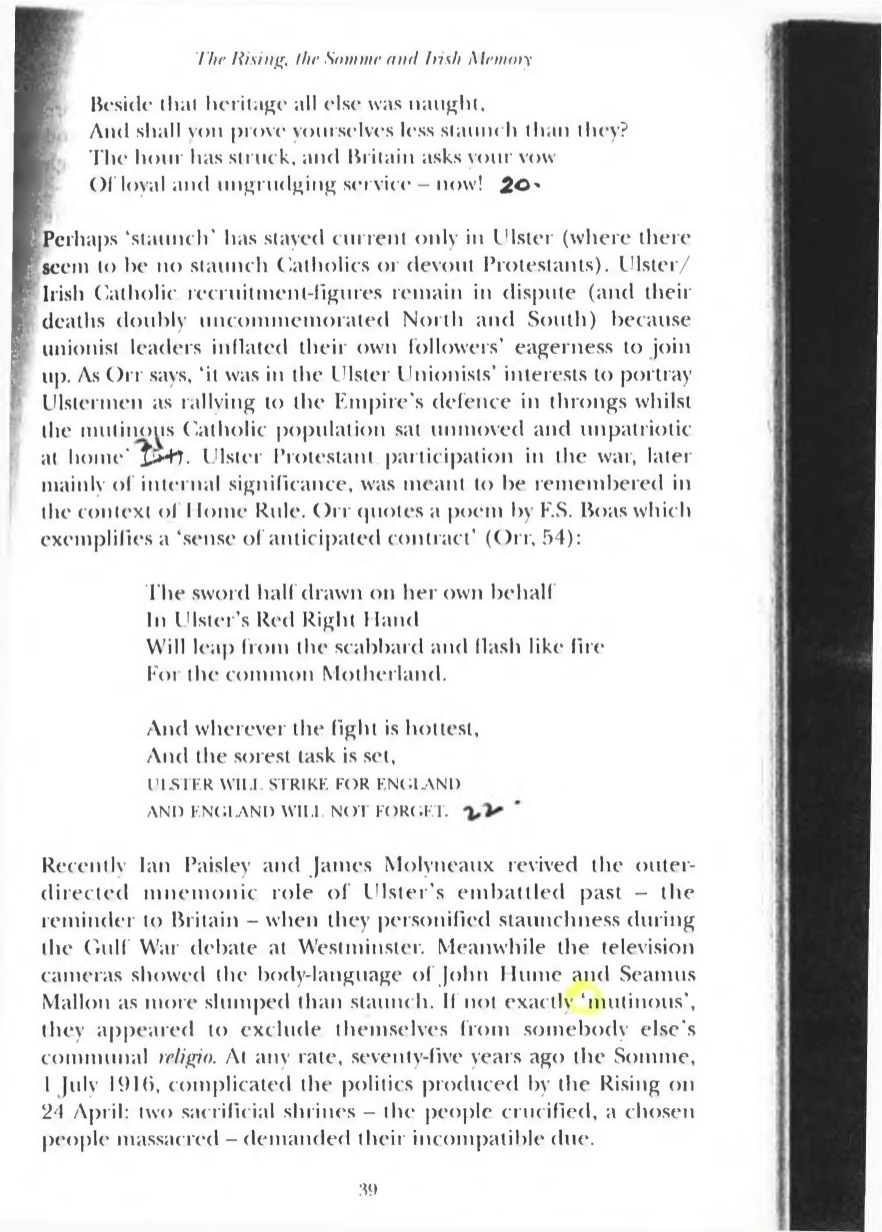 The Rising, the Somme and Irish Memory
Beside that heritage all else was naught,
And shall you prove yourselves less staunch than they?
The hour has struck, and Britain asks your vow
Of loyal and ungrudging service – now! 20.
Perhaps ‘staunch’ has stayed current only in Ulster (where there
seem to be no staunch Catholics or devout Protestants). Ulster/
Irish Catholic recruitment-figures remain in dispute (and their
deaths doubly uncommemorated North and South) because
unionist leaders inflated their own followers’ eagerness to join
up. As Orr says, ‘it was in the Ulster Unionists’ interests to portray
Ulstermen as rallying to the Empire’s defence in throngs whilst
the mutinous Catholic population sat unmoved and unpatriotic
at home’ 21. Ulster Protestant participation in the war, later
mainly of internal significance, was meant to be remembered in
the context of Home Rule. Orr quotes a poem by F.S. Boas which
exemplifies a ‘sense of anticipated contract’ (Orr, 54):
The sword half drawn on her own behalf
In Ulster’s Red Right Hand
Will leap from the scabbard and flash like fire
For the common Motherland.
And wherever the fight is hottest,
And the sorest task is set,
ULSTER WILL STRIKE FOR ENGLAND
AND ENGLAND WILL NOT FORGET. 22.
Recently Ian Paisley and James Molyneaux revived the outer-
directed mnemonic role of Ulster’s embattled past – the
reminder to Britain – when they personified staunchness during
the Gulf War debate at Westminster. Meanwhile the television
cameras showed the body-language of John Hume and Seamus
Mallon as more slumped than staunch. If not exactly ‘mutinous’,
they appeared to exclude themselves from somebody else’s
communal religio. At any rate, seventy-five years ago the Somme,
1 July 1916, complicated the politics produced by the Rising on
24 April: two sacrificial shrines – the people crucified, a chosen
people massacred – demanded their incompatible due.
39